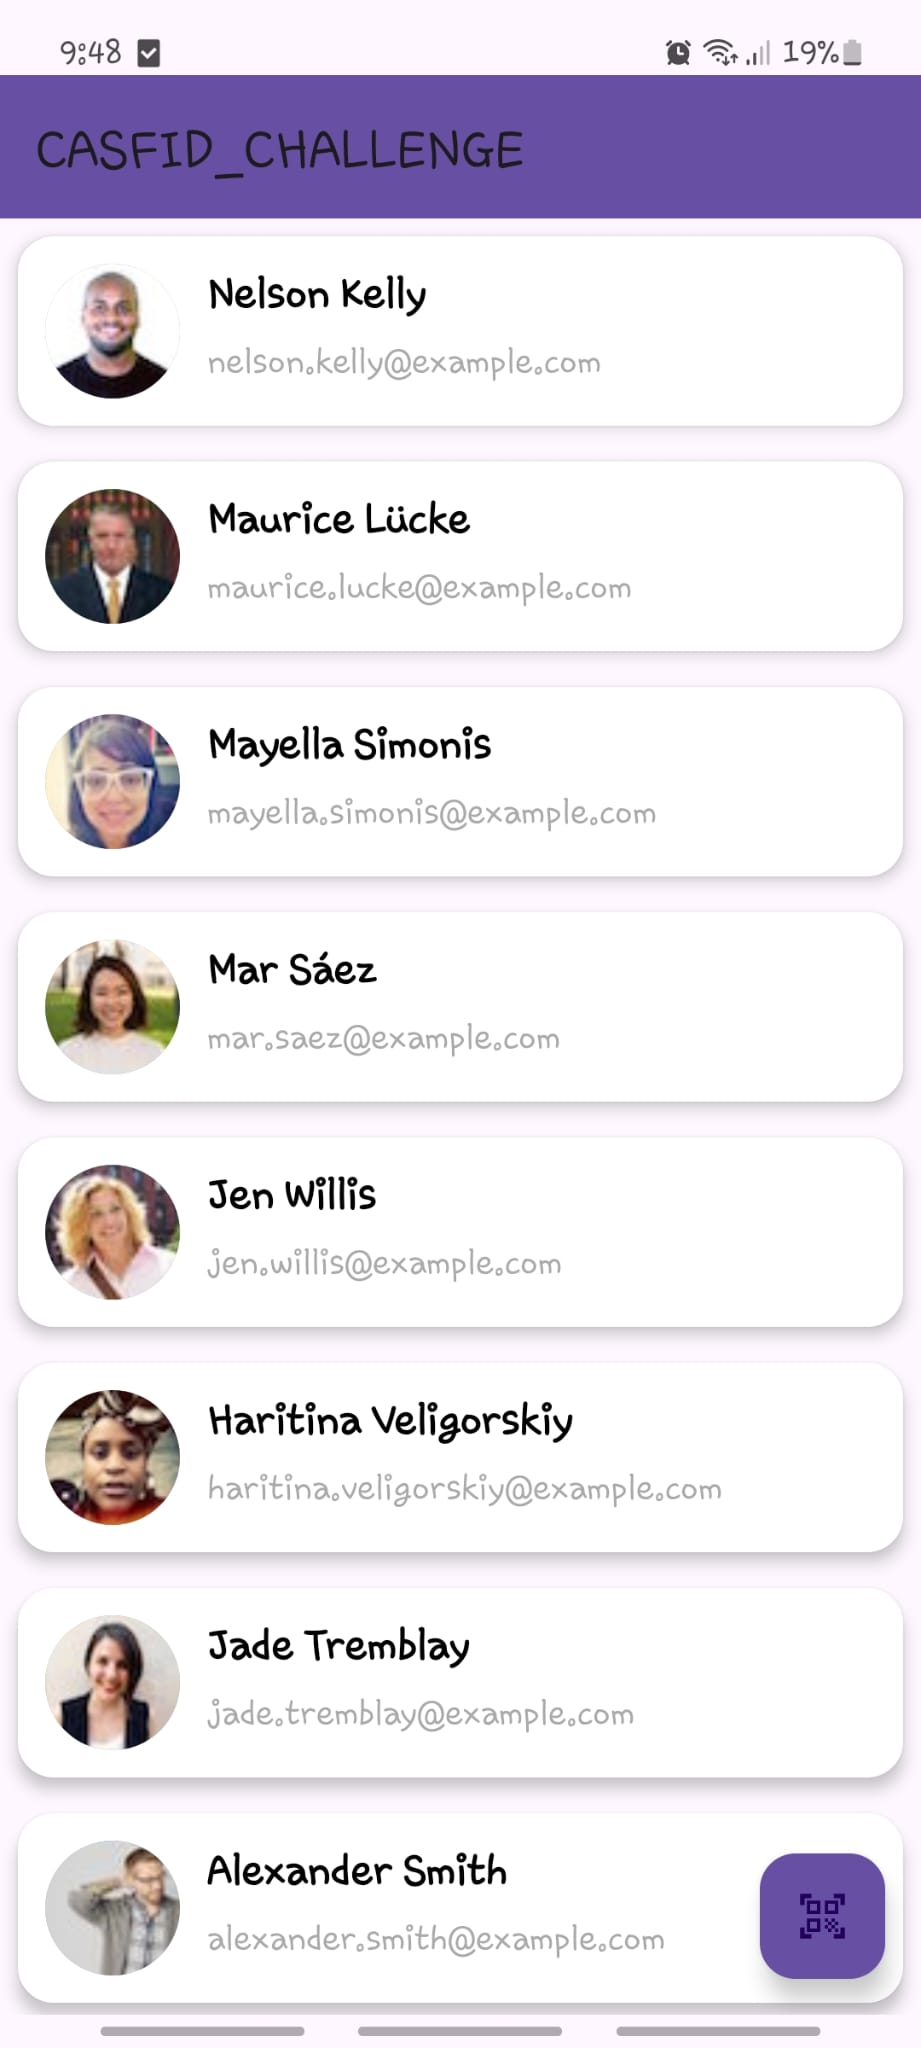 9:48
19%
CASFID_CHALLENGE
Nelson Kelly
nelson.kelly@example.com
Maurice Lücke
maurice.lucke@example.com
Mayella Simonis
mayella.simonis@example.com
Mar Sáez
mar.saez@example.com
Jen Willis
jen.willis@example.com
Haritina Veligorskiy
haritina.veligorskiy@example.com
Jade Tremblay
jade.tremblay@example.com
Alexander Smith
alexander.smith@example.com